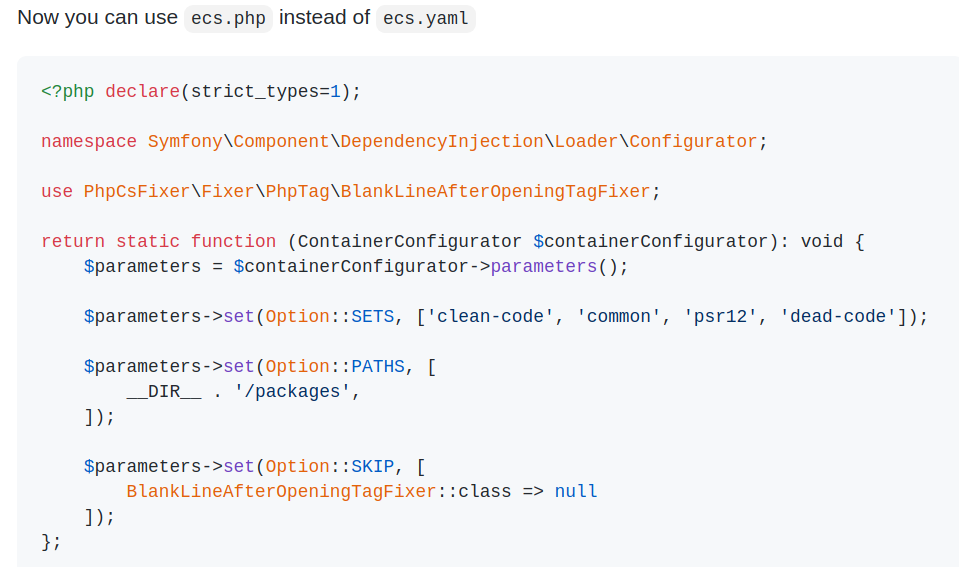 Now you can use ecs.php instead of ecs.yaml
<?php declare(strict_types=1);
namespace Symfony\Component\DependencyInjection\Loader\Configurator;
use PhpCsFixer\Fixer\PhpTag\BlankLineAfterOpeningTagFixer;
return static function (ContainerConfigurator $containerConfigurator): void {
    $parameters = $containerConfigurator->parameters();
    $parameters->set(Option::SETS, ['clean-code', 'common', 'psr12', 'dead-code']);
    $parameters->set(Option::PATHS, [
        __DIR__ . '/packages',
    ]);
    $parameters->set(Option::SKIP, [
        BlankLineAfterOpeningTagFixer::class => null
    ]);
};